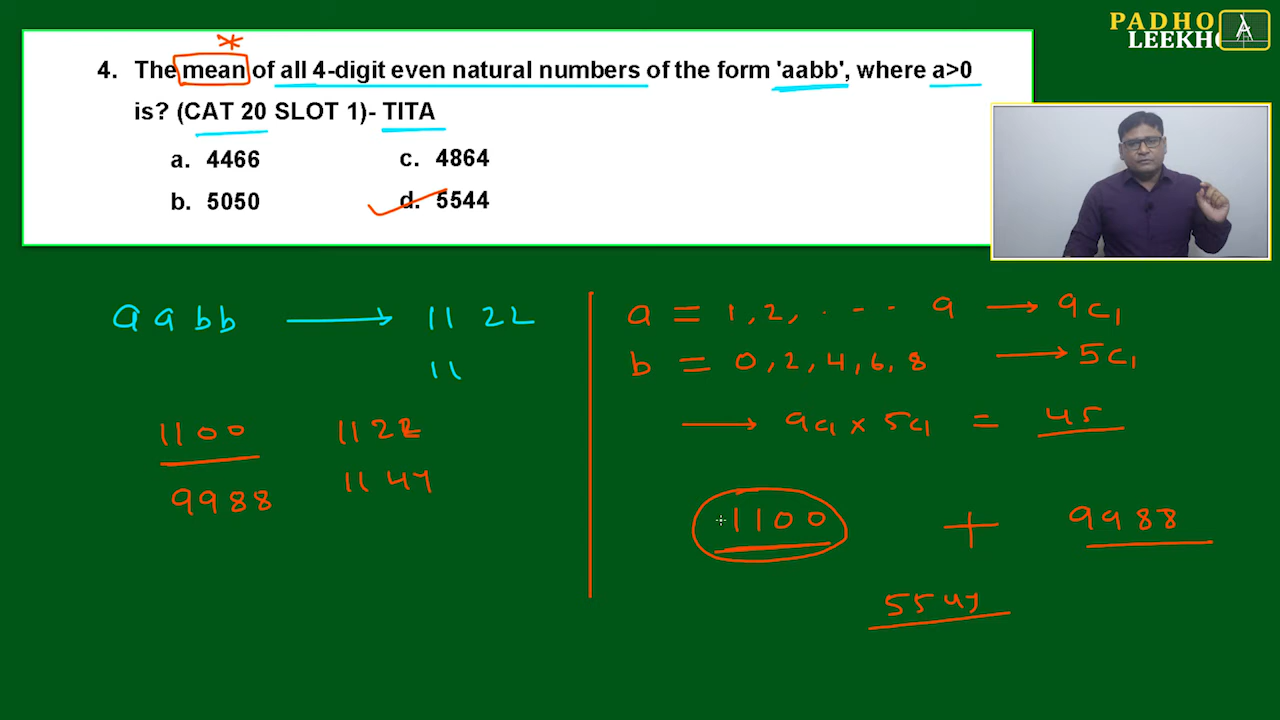 PADHO
LEEKHO
4. The mean of all 4-digit even natural numbers of the form 'aabb', where a>0
is? (CAT 20 SLOT 1)- TITA
a. 4466
c. 4864
b. 5050
d. 5544
a a b b → 11 22
11
1100 1122
9988 1144
a = 1, 2, . - - 9 → 9C1
b = 0, 2, 4, 6, 8 → 5C1
→ 9C1 × 5C1 = 45
1100 + 9988
5544